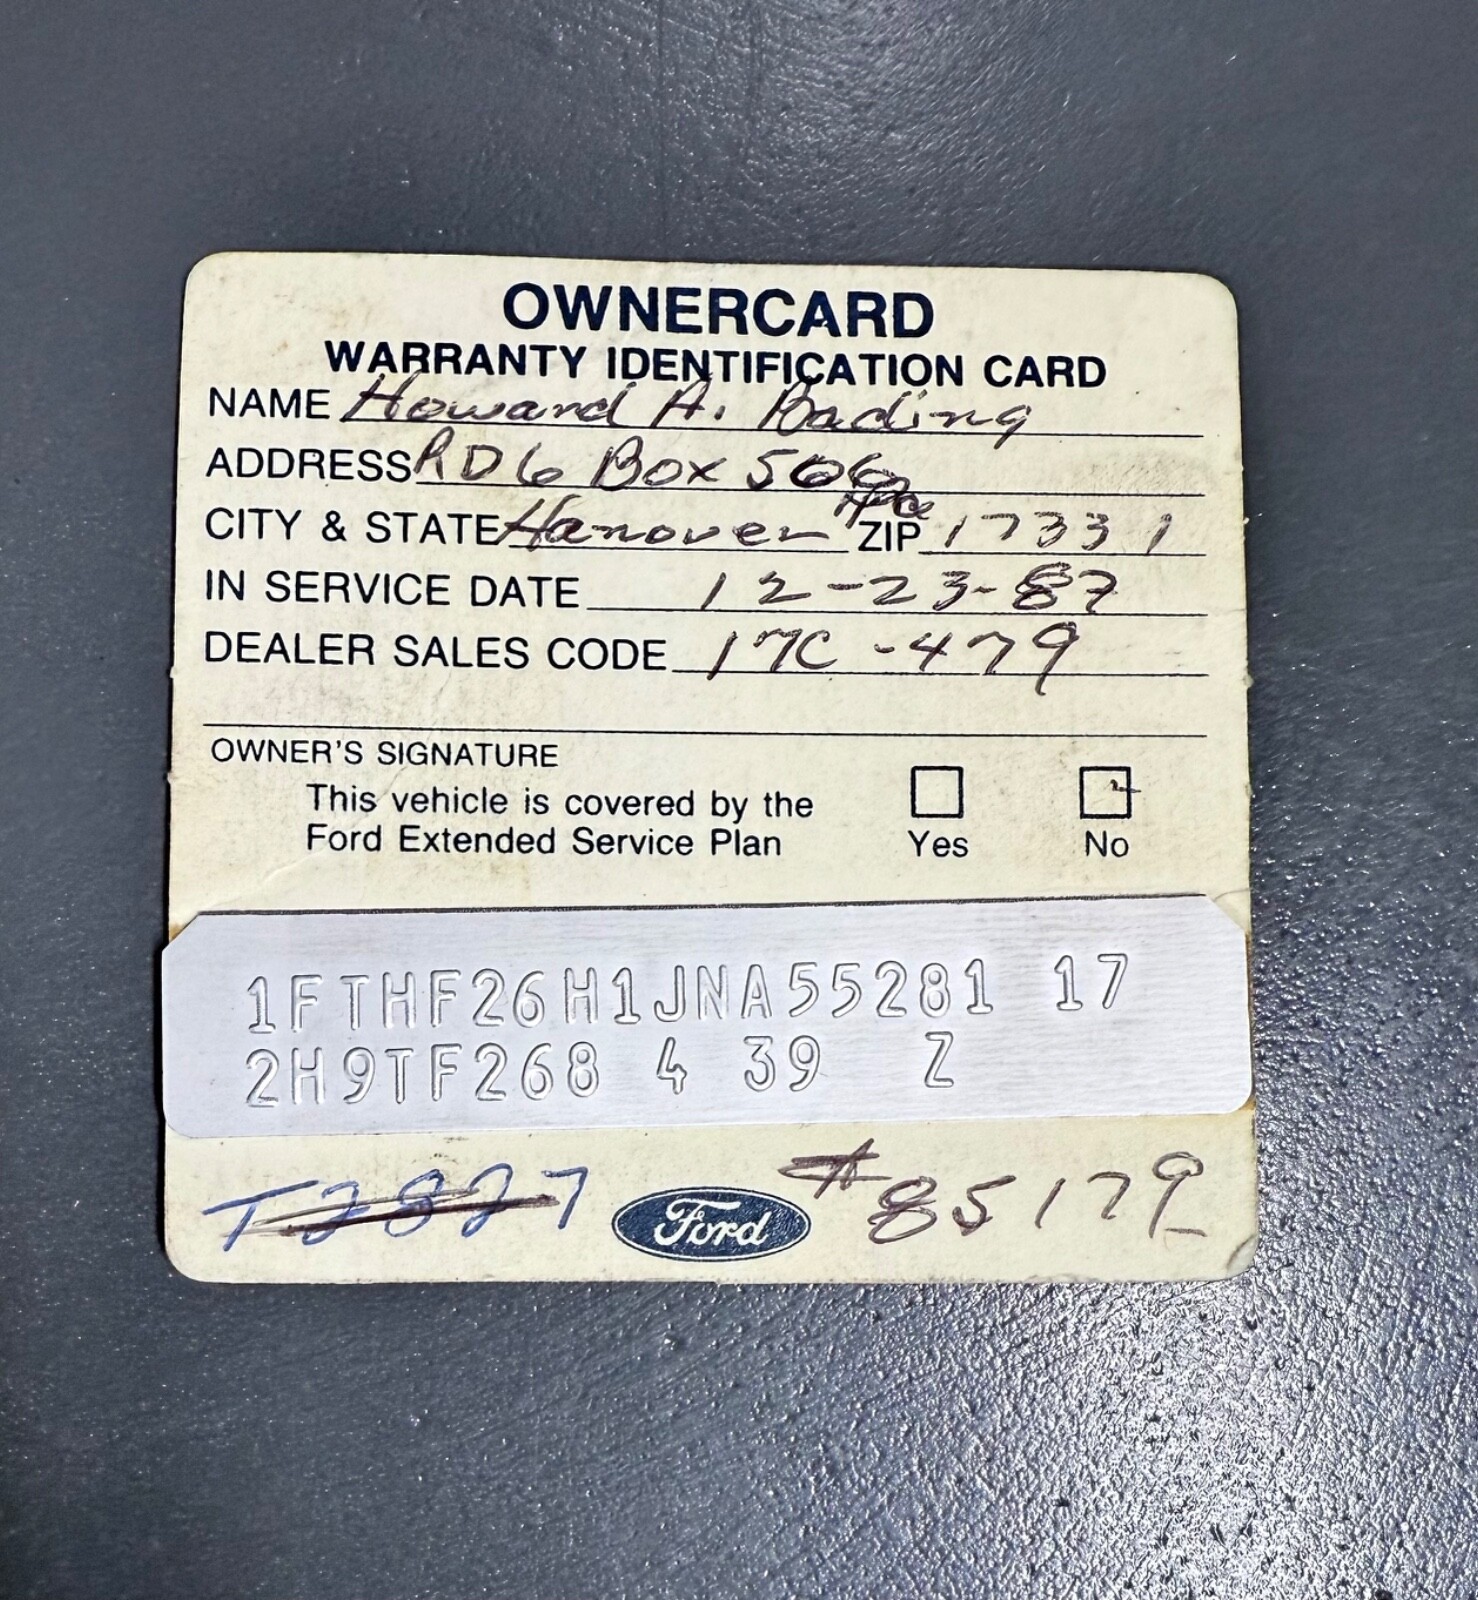 OWNERCARD
WARRANTY IDENTIFICATION CARD
NAME Howard A. Bading
ADDRESS RD 6 Box 506
CITY & STATE Hanover Pa ZIP 17331
IN SERVICE DATE 12-23-87
DEALER SALES CODE 17C-479
OWNER'S SIGNATURE
This vehicle is covered by the
Ford Extended Service Plan
Yes No
1FTHF26H1JNA55281 17
2H9TF268 4 39 Z
T2827 Ford #85179